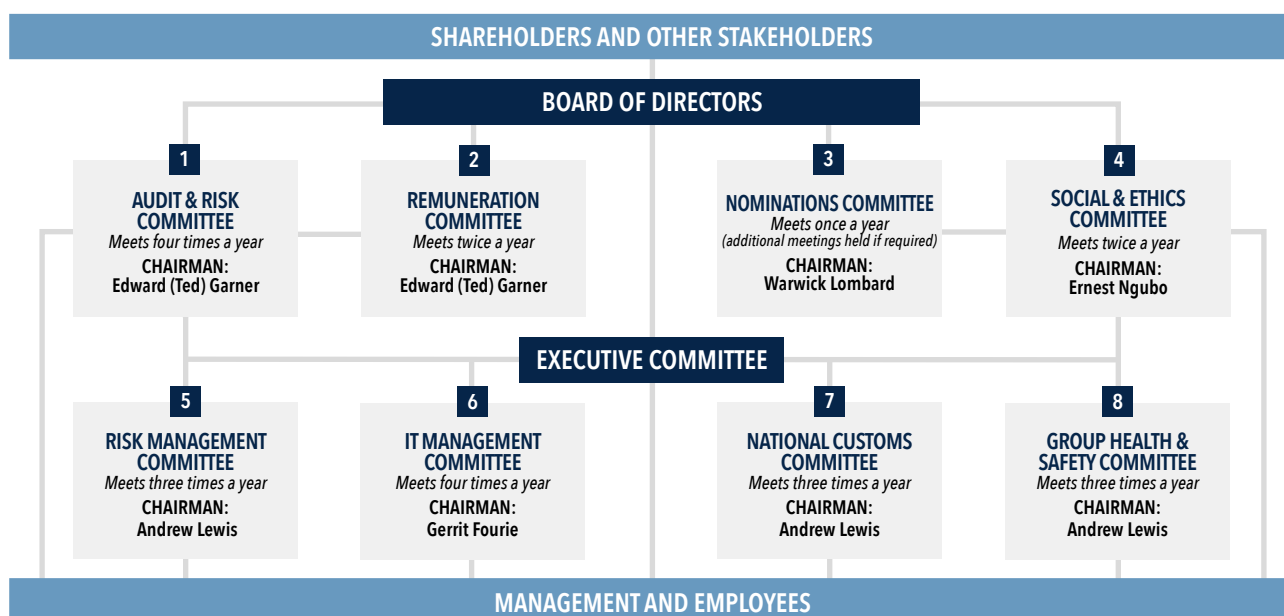 SHAREHOLDERS AND OTHER STAKEHOLDERS
BOARD OF DIRECTORS
1
AUDIT & RISK
COMMITTEE
Meets four times a year
CHAIRMAN:
Edward (Ted) Garner
2
REMUNERATION
COMMITTEE
Meets twice a year
CHAIRMAN:
Edward (Ted) Garner
3
NOMINATIONS COMMITTEE
Meets once a year
(additional meetings held if required)
CHAIRMAN:
Warwick Lombard
4
SOCIAL & ETHICS
COMMITTEE
Meets twice a year
CHAIRMAN:
Ernest Ngubo
EXECUTIVE COMMITTEE
5
RISK MANAGEMENT
COMMITTEE
Meets three times a year
CHAIRMAN:
Andrew Lewis
6
IT MANAGEMENT
COMMITTEE
Meets four times a year
CHAIRMAN:
Gerrit Fourie
7
NATIONAL CUSTOMS
COMMITTEE
Meets three times a year
CHAIRMAN:
Andrew Lewis
8
GROUP HEALTH &
SAFETY COMMITTEE
Meets three times a year
CHAIRMAN:
Andrew Lewis
MANAGEMENT AND EMPLOYEES